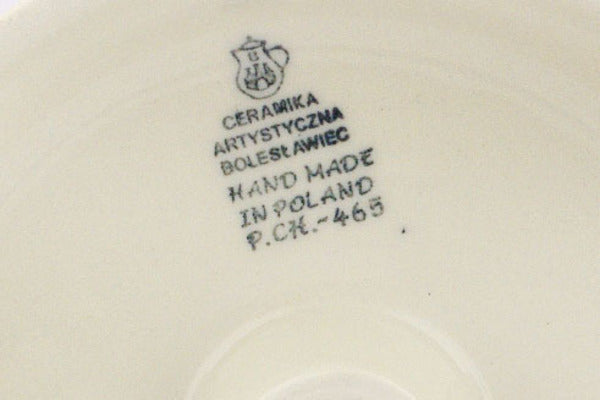 CERAMIKA
ARTYSTYCZNA
BOLESŁAWIEC
HAND MADE
IN POLAND
P.CH.-465